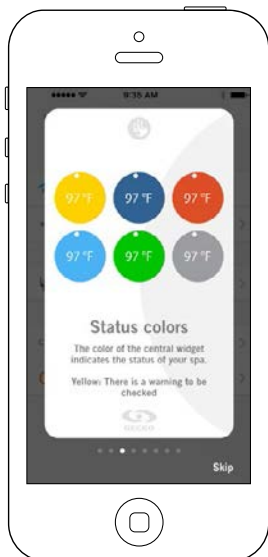 9:35 AM
97 °F 97 °F 97 °F
97 °F 97 °F 97 °F
Status colors
The color of the central widget
indicates the status of your spa.
Yellow: There is a warning to be
checked
GECKO
Skip